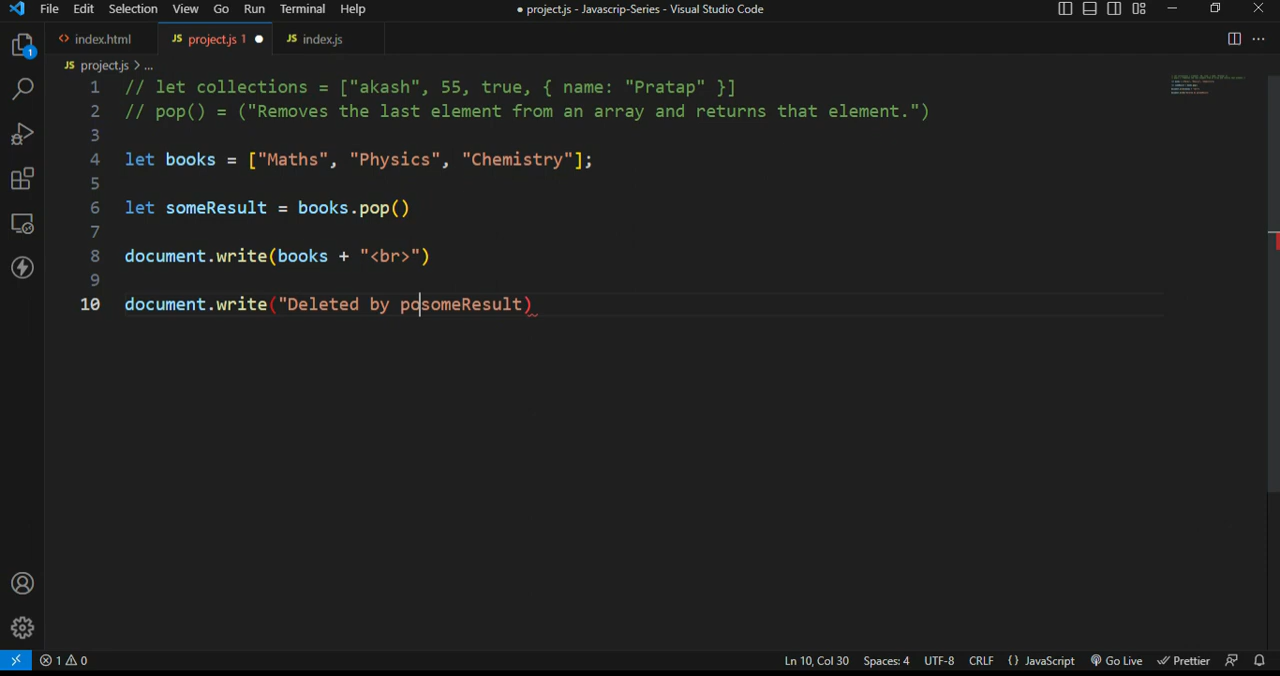 File Edit Selection View Go Run Terminal Help ● project.js - Javascrip-Series - Visual Studio Code
<> index.html JS project.js 1 ● JS index.js
JS project.js > ...
1 // let collections = ["akash", 55, true, { name: "Pratap" }]
2 // pop() = ("Removes the last element from an array and returns that element.")
3
4 let books = ["Maths", "Physics", "Chemistry"];
5
6 let someResult = books.pop()
7
8 document.write(books + "<br>")
9
10 document.write("Deleted by posomeResult)
1
1 0 Ln 10, Col 30 Spaces: 4 UTF-8 CRLF {} JavaScript Go Live Prettier